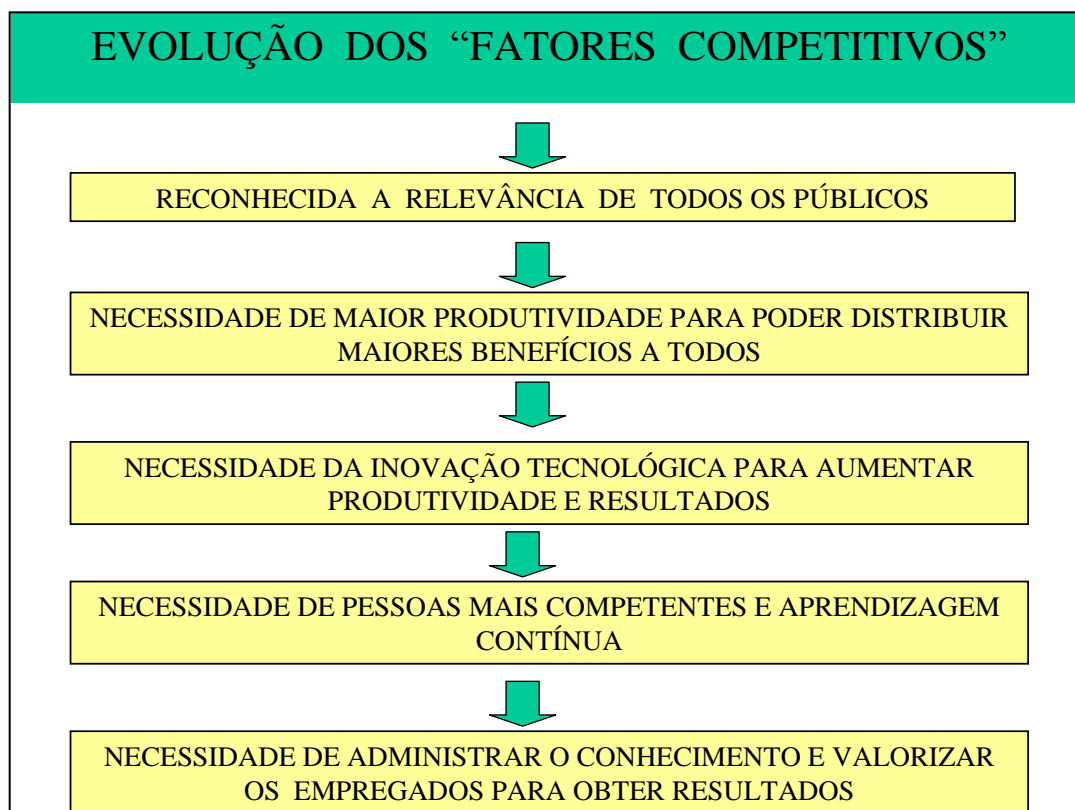 EVOLUÇÃO DOS “FATORES COMPETITIVOS”
RECONHECIDA A RELEVÂNCIA DE TODOS OS PÚBLICOS
NECESSIDADE DE MAIOR PRODUTIVIDADE PARA PODER DISTRIBUIR
MAIORES BENEFÍCIOS A TODOS
NECESSIDADE DA INOVAÇÃO TECNOLÓGICA PARA AUMENTAR
PRODUTIVIDADE E RESULTADOS
NECESSIDADE DE PESSOAS MAIS COMPETENTES E APRENDIZAGEM
CONTÍNUA
NECESSIDADE DE ADMINISTRAR O CONHECIMENTO E VALORIZAR
OS EMPREGADOS PARA OBTER RESULTADOS